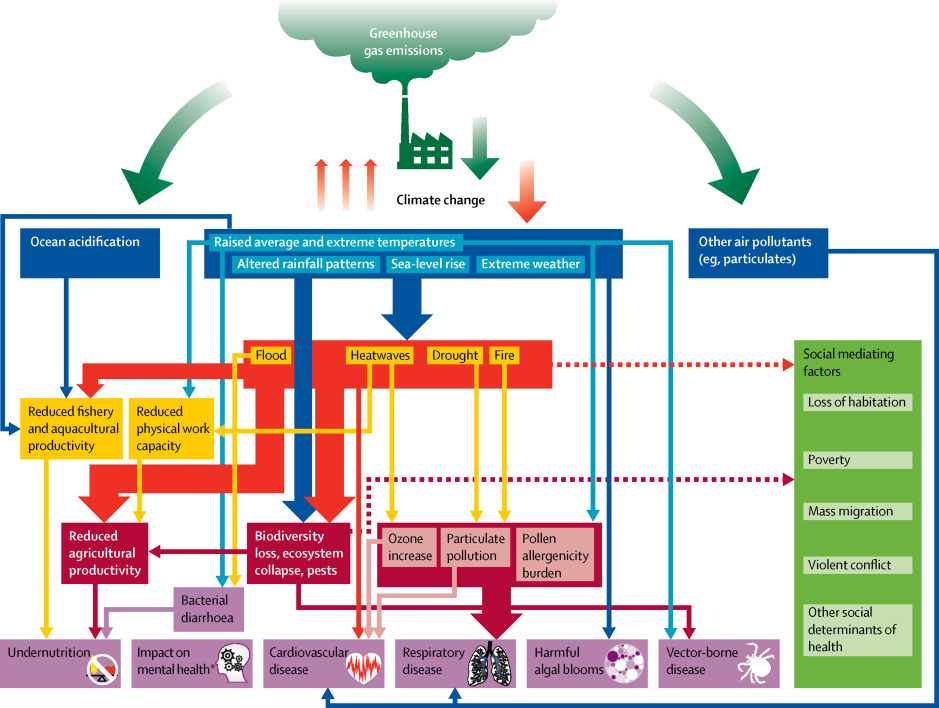 Greenhouse
gas emissions
Climate change
Ocean acidification
Raised average and extreme temperatures
Altered rainfall patterns
Sea-level rise
Extreme weather
Other air pollutants
(eg, particulates)
Flood
Heatwaves
Drought
Fire
Social mediating
factors
Loss of habitation
Poverty
Mass migration
Violent conflict
Other social
determinants of
health
Reduced fishery
and aquacultural
productivity
Reduced
physical work
capacity
Reduced
agricultural
productivity
Biodiversity
loss, ecosystem
collapse, pests
Ozone
increase
Particulate
pollution
Pollen
allergenicity
burden
Bacterial
diarrhoea
Undernutrition
Impact on
mental health*
Cardiovascular
disease
Respiratory
disease
Harmful
algal blooms
Vector-borne
disease